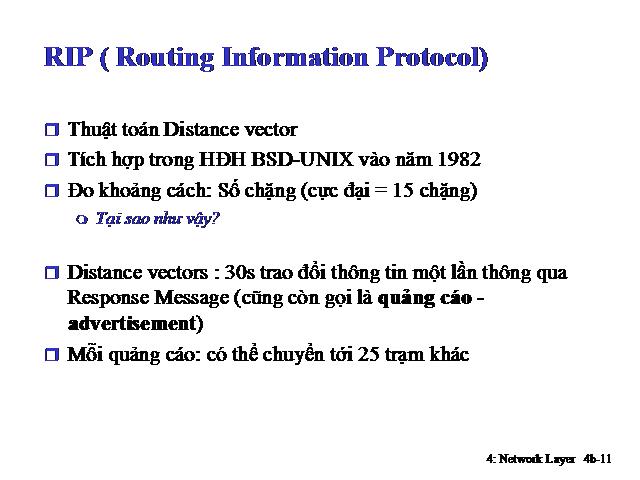 RIP ( Routing Information Protocol)
Thuật toán Distance vector
Tích hợp trong HĐH BSD-UNIX vào năm 1982
Đo khoảng cách: Số chặng (cực đại = 15 chặng)
Tại sao như vậy?
Distance vectors : 30s trao đổi thông tin một lần thông qua
Response Message (cũng còn gọi là quảng cáo -
advertisement)
Mỗi quảng cáo: có thể chuyển tới 25 trạm khác
4: Network Layer 4b-11